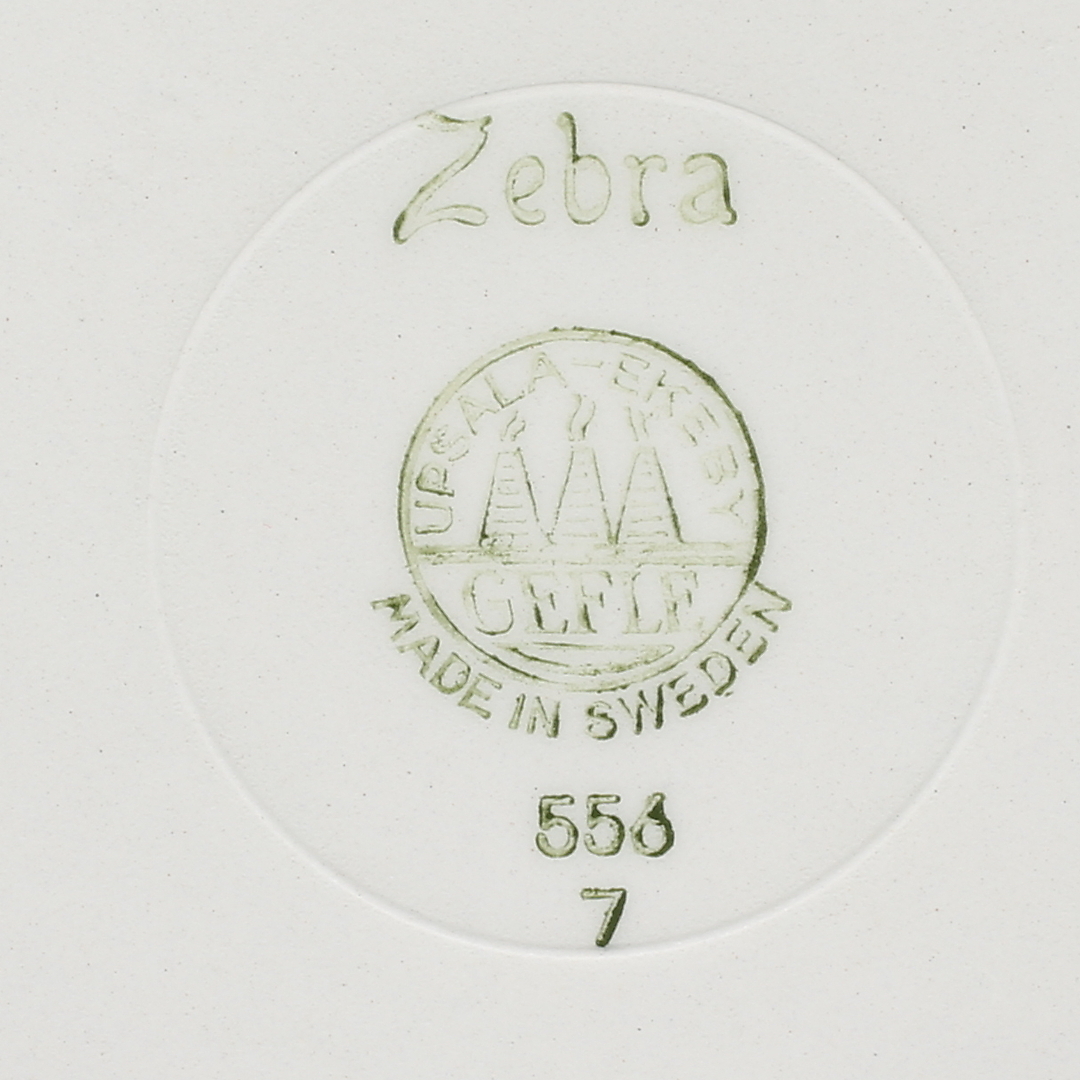 Zebra
UPSALA-EKEBY
GEFLE
MADE IN SWEDEN
556
7